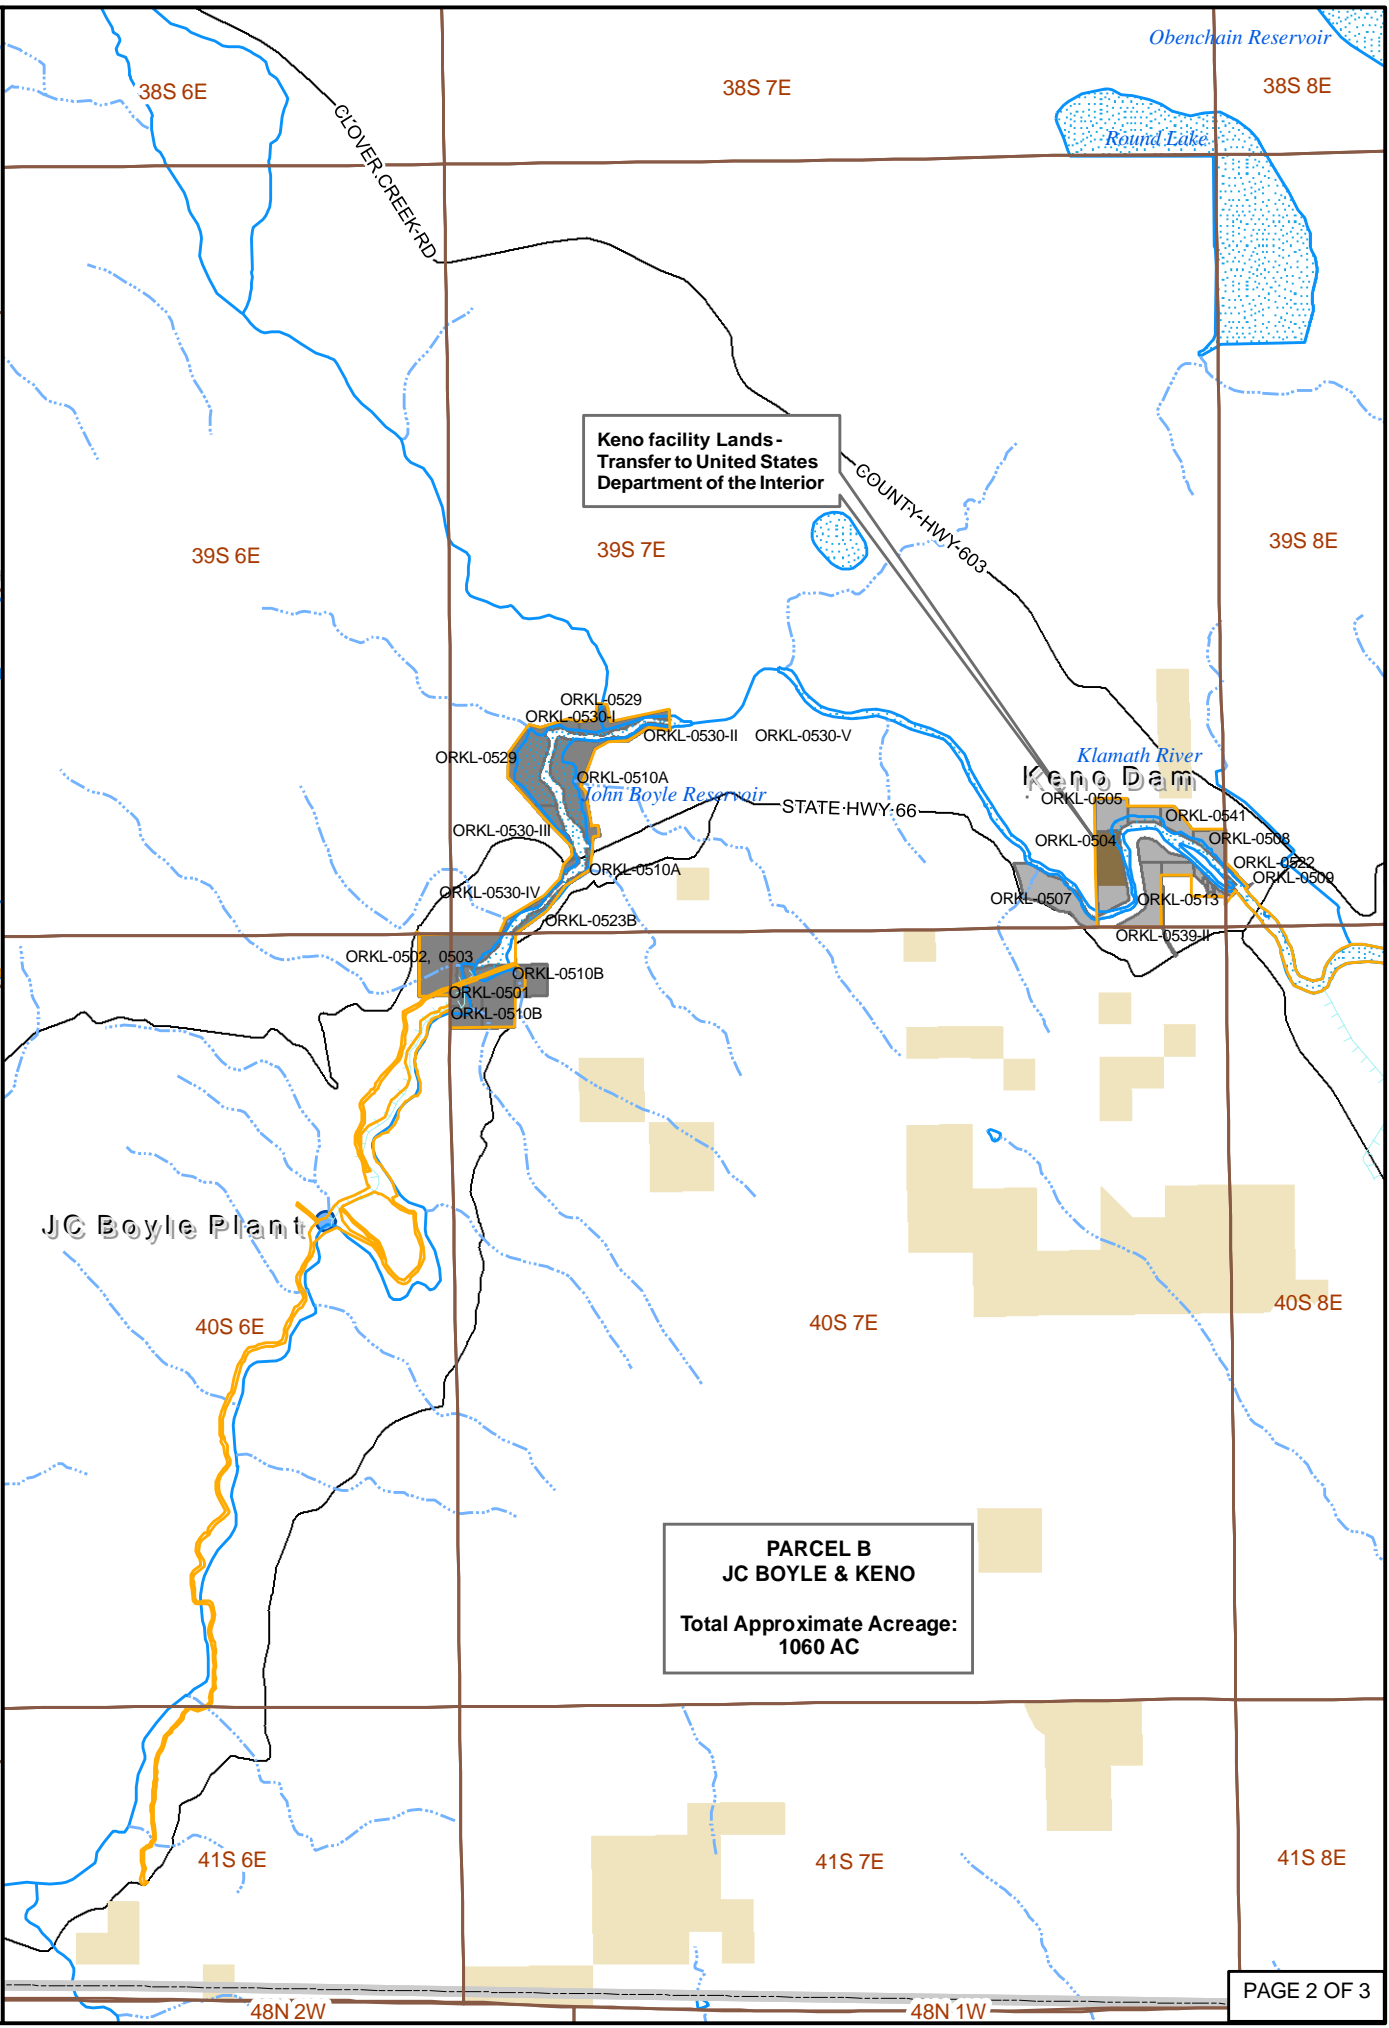 Obenchain Reservoir
38S 6E
38S 7E
38S 8E
Round Lake
CLOVER CREEK RD
Keno facility Lands -
Transfer to United States
Department of the Interior
COUNTY HWY 603
39S 6E
39S 7E
39S 8E
ORKL-0529
ORKL-0530-I
ORKL-0530-II
ORKL-0530-V
ORKL-0529
Klamath River
Keno Dam
ORKL-0510A
John Boyle Reservoir
STATE HWY 66
ORKL-0505
ORKL-0541
ORKL-0530-III
ORKL-0504
ORKL-0508
ORKL-0522
ORKL-0510A
ORKL-0509
ORKL-0530-IV
ORKL-0507
ORKL-0513
ORKL-0523B
ORKL-0539-II
ORKL-0502, 0503
ORKL-0510B
ORKL-0501
ORKL-0510B
JC Boyle Plant
40S 6E
40S 7E
40S 8E
PARCEL B
JC BOYLE & KENO
Total Approximate Acreage:
1060 AC
41S 6E
41S 7E
41S 8E
48N 2W
48N 1W
PAGE 2 OF 3